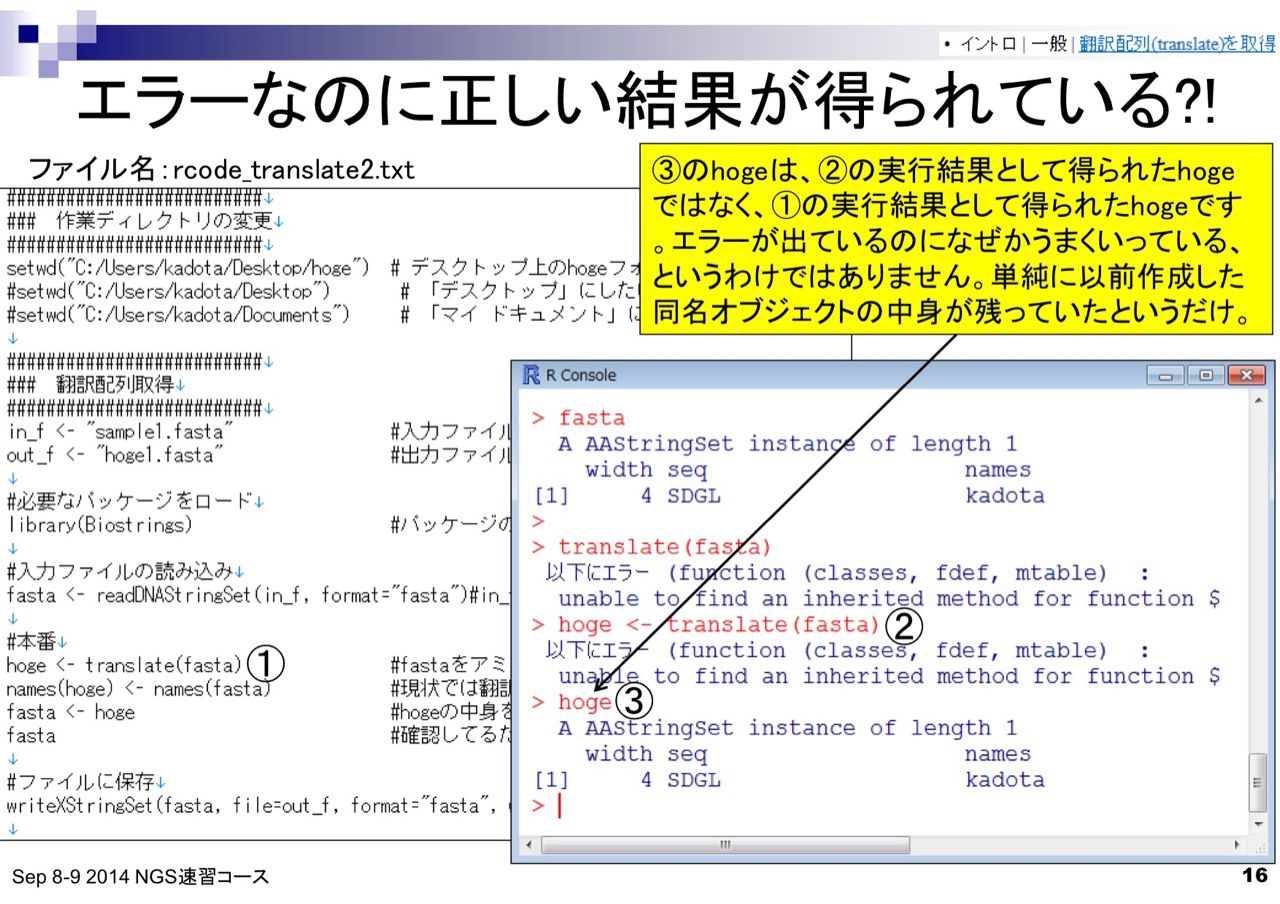 • イントロ | 一般 | 翻訳配列(translate)を取得
エラーなのに正しい結果が得られている?!
ファイル名：rcode_translate2.txt
③のhogeは、②の実行結果として得られたhoge
ではなく、①の実行結果として得られたhogeです
。エラーが出ているのになぜかうまくいっている、
というわけではありません。単純に以前作成した
同名オブジェクトの中身が残っていたというだけ。
##########################↓
### 作業ディレクトリの変更↓
##########################↓
setwd("C:/Users/kadota/Desktop/hoge") # デスクトップ上のhogeフォ
#setwd("C:/Users/kadota/Desktop") # 「デスクトップ」にした
#setwd("C:/Users/kadota/Documents") # 「マイ ドキュメント」に
↓
##########################↓
### 翻訳配列取得↓
##########################↓
in_f <- "sample1.fasta" #入力ファイル
out_f <- "hoge1.fasta" #出力ファイル
↓
#必要なパッケージをロード↓
library(Biostrings) #パッケージの
↓
#入力ファイルの読み込み↓
fasta <- readDNAStringSet(in_f, format="fasta")#in_
↓
#本番↓
hoge <- translate(fasta) ① #fastaをアミ
names(hoge) <- names(fasta) #現状では翻訳
fasta <- hoge #hogeの中身を
fasta #確認してるだ
↓
#ファイルに保存↓
writeXStringSet(fasta, file=out_f, format="fasta",
↓
R Console
> fasta
A AAStringSet instance of length 1
width seq names
[1] 4 SDGL kadota
>
> translate(fasta)
以下にエラー (function (classes, fdef, mtable) :
unable to find an inherited method for function $
> hoge <- translate(fasta) ②
以下にエラー (function (classes, fdef, mtable) :
unable to find an inherited method for function $
> hoge ③
A AAStringSet instance of length 1
width seq names
[1] 4 SDGL kadota
>
Sep 8-9 2014 NGS速習コース
16